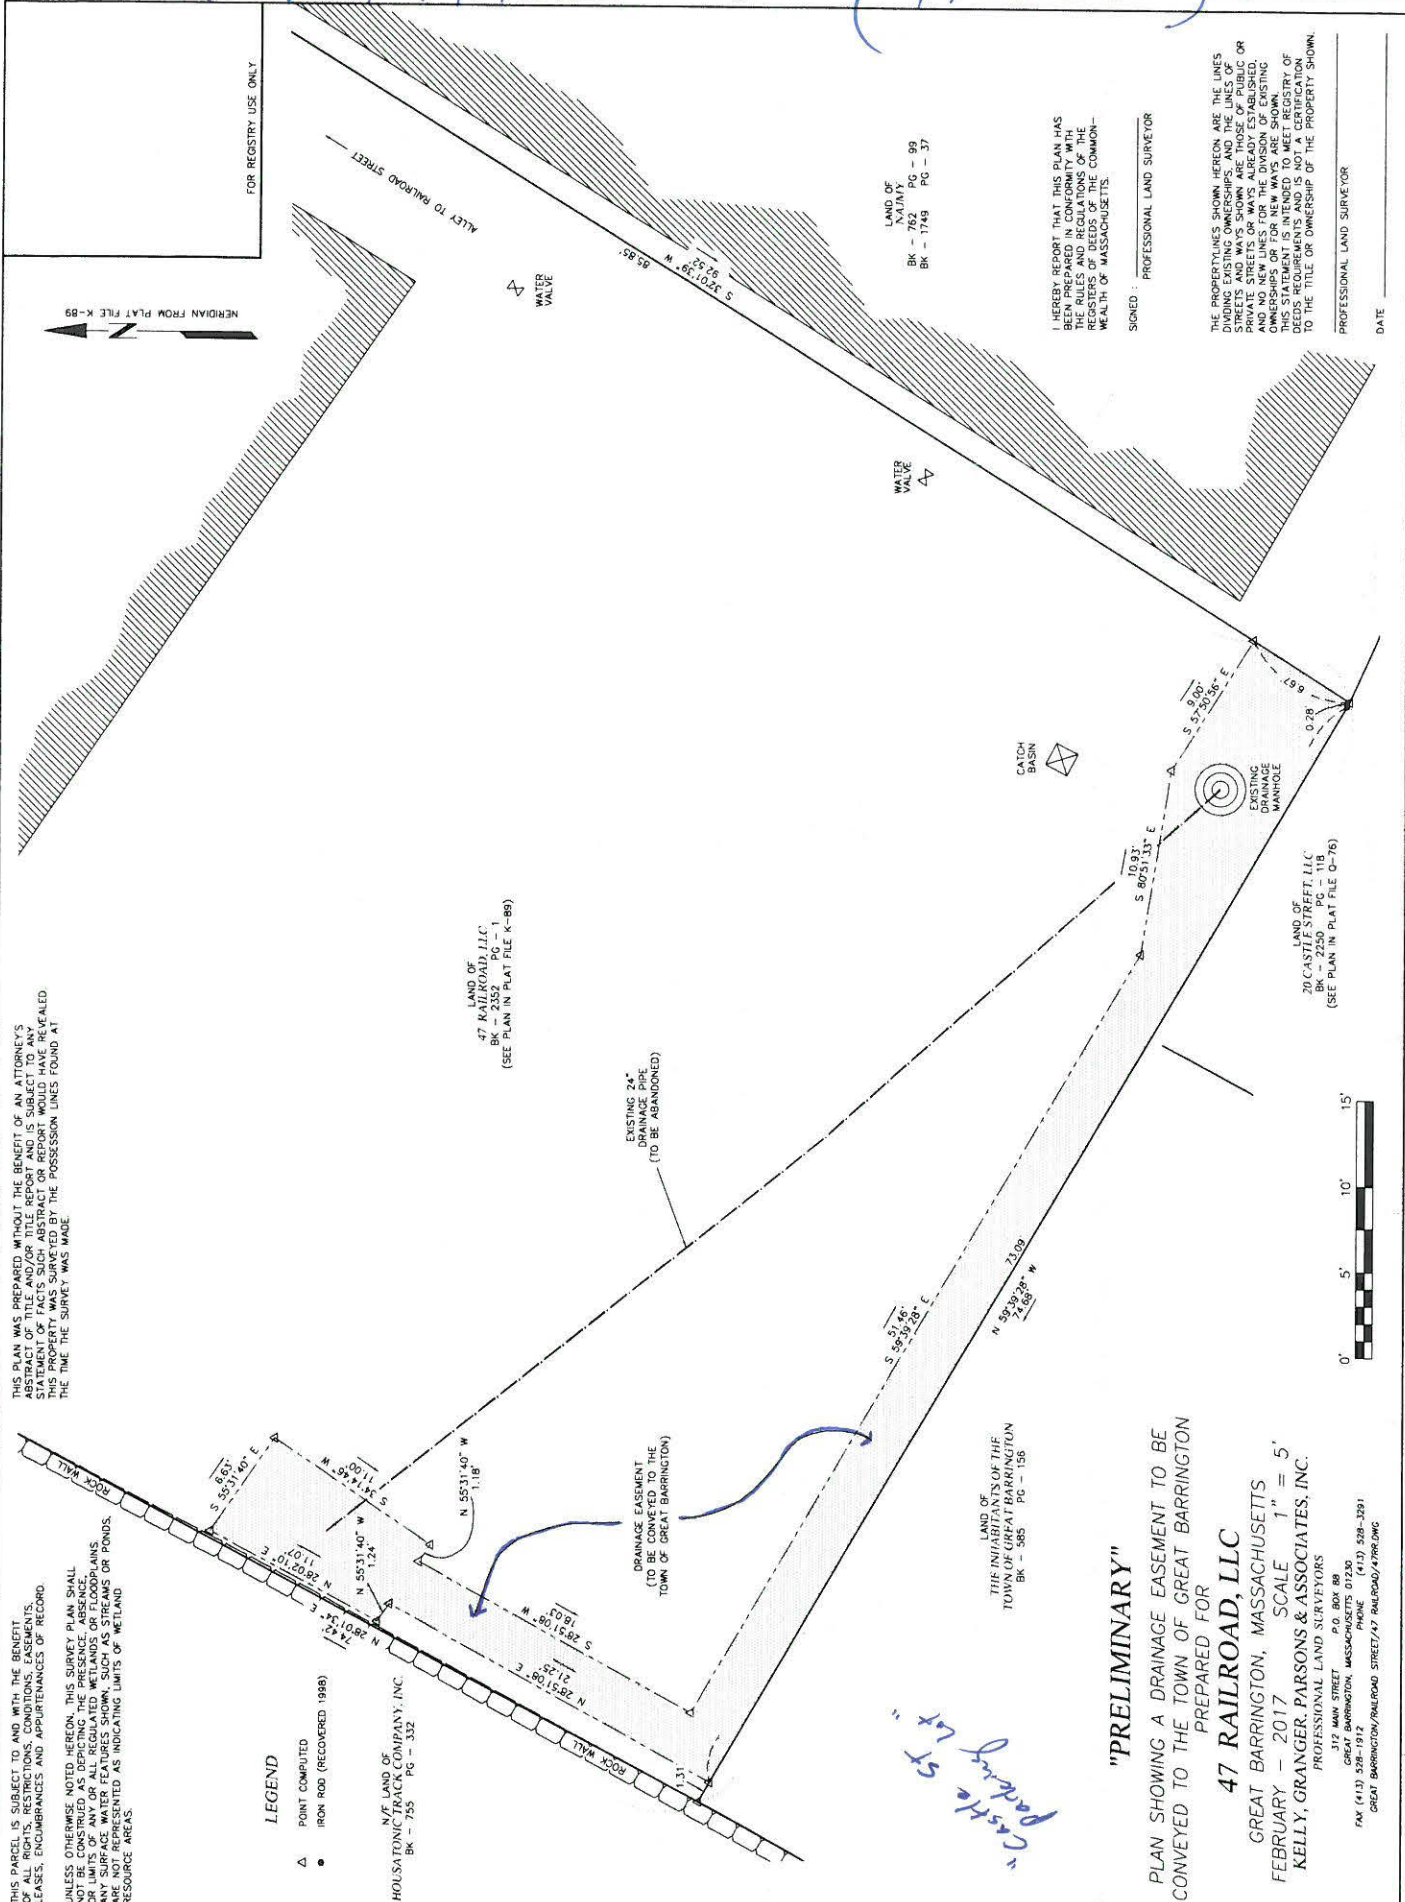 THIS PARCEL IS SUBJECT TO AND WITH THE BENEFIT
OF ALL RIGHTS, RESTRICTIONS, CONDITIONS, EASEMENTS,
LEASES, ENCUMBRANCES AND APPURTENANCES OF RECORD.
UNLESS OTHERWISE NOTED HEREON, THIS SURVEY PLAN SHALL
NOT BE CONSTRUED AS DEPICTING THE PRESENCE, ABSENCE,
OR LIMITS OF ANY OR ALL REGULATED WETLANDS OR FLOODPLAINS.
ANY SURFACE WATER FEATURES SHOWN, SUCH AS STREAMS OR PONDS,
ARE NOT REPRESENTED AS INDICATING LIMITS OF WETLAND
RESOURCE AREAS.
THIS PLAN WAS PREPARED WITHOUT THE BENEFIT OF AN ATTORNEY'S
ABSTRACT OF TITLE AND/OR TITLE REPORT AND IS SUBJECT TO ANY
STATEMENT OF FACTS SUCH ABSTRACT OR REPORT WOULD HAVE REVEALED.
THIS PROPERTY WAS SURVEYED BY THE POSSESSION LINES FOUND AT
THE TIME THE SURVEY WAS MADE.
FOR REGISTRY USE ONLY
NERIDIAN FROM PLAT FILE K-89
N
ALLEY TO RAILROAD STREET
WATER
VALVE
85.85'
S 32°01'39" W
92.52'
LAND OF
NAIMY
BK - 762 PG - 99
BK - 1749 PG - 37
WATER
VALVE
I HEREBY REPORT THAT THIS PLAN HAS
BEEN PREPARED IN CONFORMITY WITH
THE RULES AND REGULATIONS OF THE
REGISTERS OF DEEDS OF THE COMMON-
WEALTH OF MASSACHUSETTS.
SIGNED :
PROFESSIONAL LAND SURVEYOR
THE PROPERTYLINES SHOWN HEREON ARE THE LINES
DIVIDING EXISTING OWNERSHIPS, AND THE LINES OF
STREETS AND WAYS SHOWN ARE THOSE OF PUBLIC OR
PRIVATE STREETS OR WAYS ALREADY ESTABLISHED,
AND NO NEW LINES FOR THE DIVISION OF EXISTING
OWNERSHIPS OR FOR NEW WAYS ARE SHOWN.
THIS STATEMENT IS INTENDED TO MEET REGISTRY OF
DEEDS REQUIREMENTS AND IS NOT A CERTIFICATION
TO THE TITLE OR OWNERSHIP OF THE PROPERTY SHOWN.
PROFESSIONAL LAND SURVEYOR
DATE
LEGEND
POINT COMPUTED
IRON ROD (RECOVERED 1998)
N/F LAND OF
HOUSATONIC TRACK COMPANY, INC.
BK - 755 PG - 332
ROCK WALL
6.63'
S 55°31'40" E
S 34°14'46" W
11.00'
N 28°02'10" E
11.07'
N 55°31'40" W
1.24'
N 55°31'40" W
1.18'
N 28°01'34" E
74.42'
N 28°51'08" E
21.25'
S 28°51'08" W
18.03'
ROCK WALL
1.31'
LAND OF
47 RAILROAD, LLC
BK - 2352 PG - 1
(SEE PLAN IN PLAT FILE K-89)
EXISTING 24"
DRAINAGE PIPE
(TO BE ABANDONED)
DRAINAGE EASEMENT
(TO BE CONVEYED TO THE
TOWN OF GREAT BARRINGTON)
51.46'
S 59°39'28" E
73.09
N 59°39'28" W
74.68'
CATCH
BASIN
10.93'
S 80°51'33" E
9.00'
S 57°50'56" E
6.67'
0.28'
EXISTING
DRAINAGE
MANHOLE
LAND OF
20 CASTLE STREET, LLC
BK - 2250 PG - 118
(SEE PLAN IN PLAT FILE Q-76)
LAND OF
THE INHABITANTS OF THE
TOWN OF GREAT BARRINGTON
BK - 585 PG - 156
" Castle St
Parking Lot "
0' 5' 10' 15'
"PRELIMINARY"
PLAN SHOWING A DRAINAGE EASEMENT TO BE
CONVEYED TO THE TOWN OF GREAT BARRINGTON
PREPARED FOR
47 RAILROAD, LLC
GREAT BARRINGTON, MASSACHUSETTS
FEBRUARY - 2017 SCALE 1" = 5'
KELLY, GRANGER, PARSONS & ASSOCIATES, INC.
PROFESSIONAL LAND SURVEYORS
312 MAIN STREET P.O. BOX 88
GREAT BARRINGTON, MASSACHUSETTS 01230
FAX (413) 528-1912 PHONE (413) 528-3291
GREAT BARRINGTON/RAILROAD STREET/47 RAILROAD/47RR.DWG